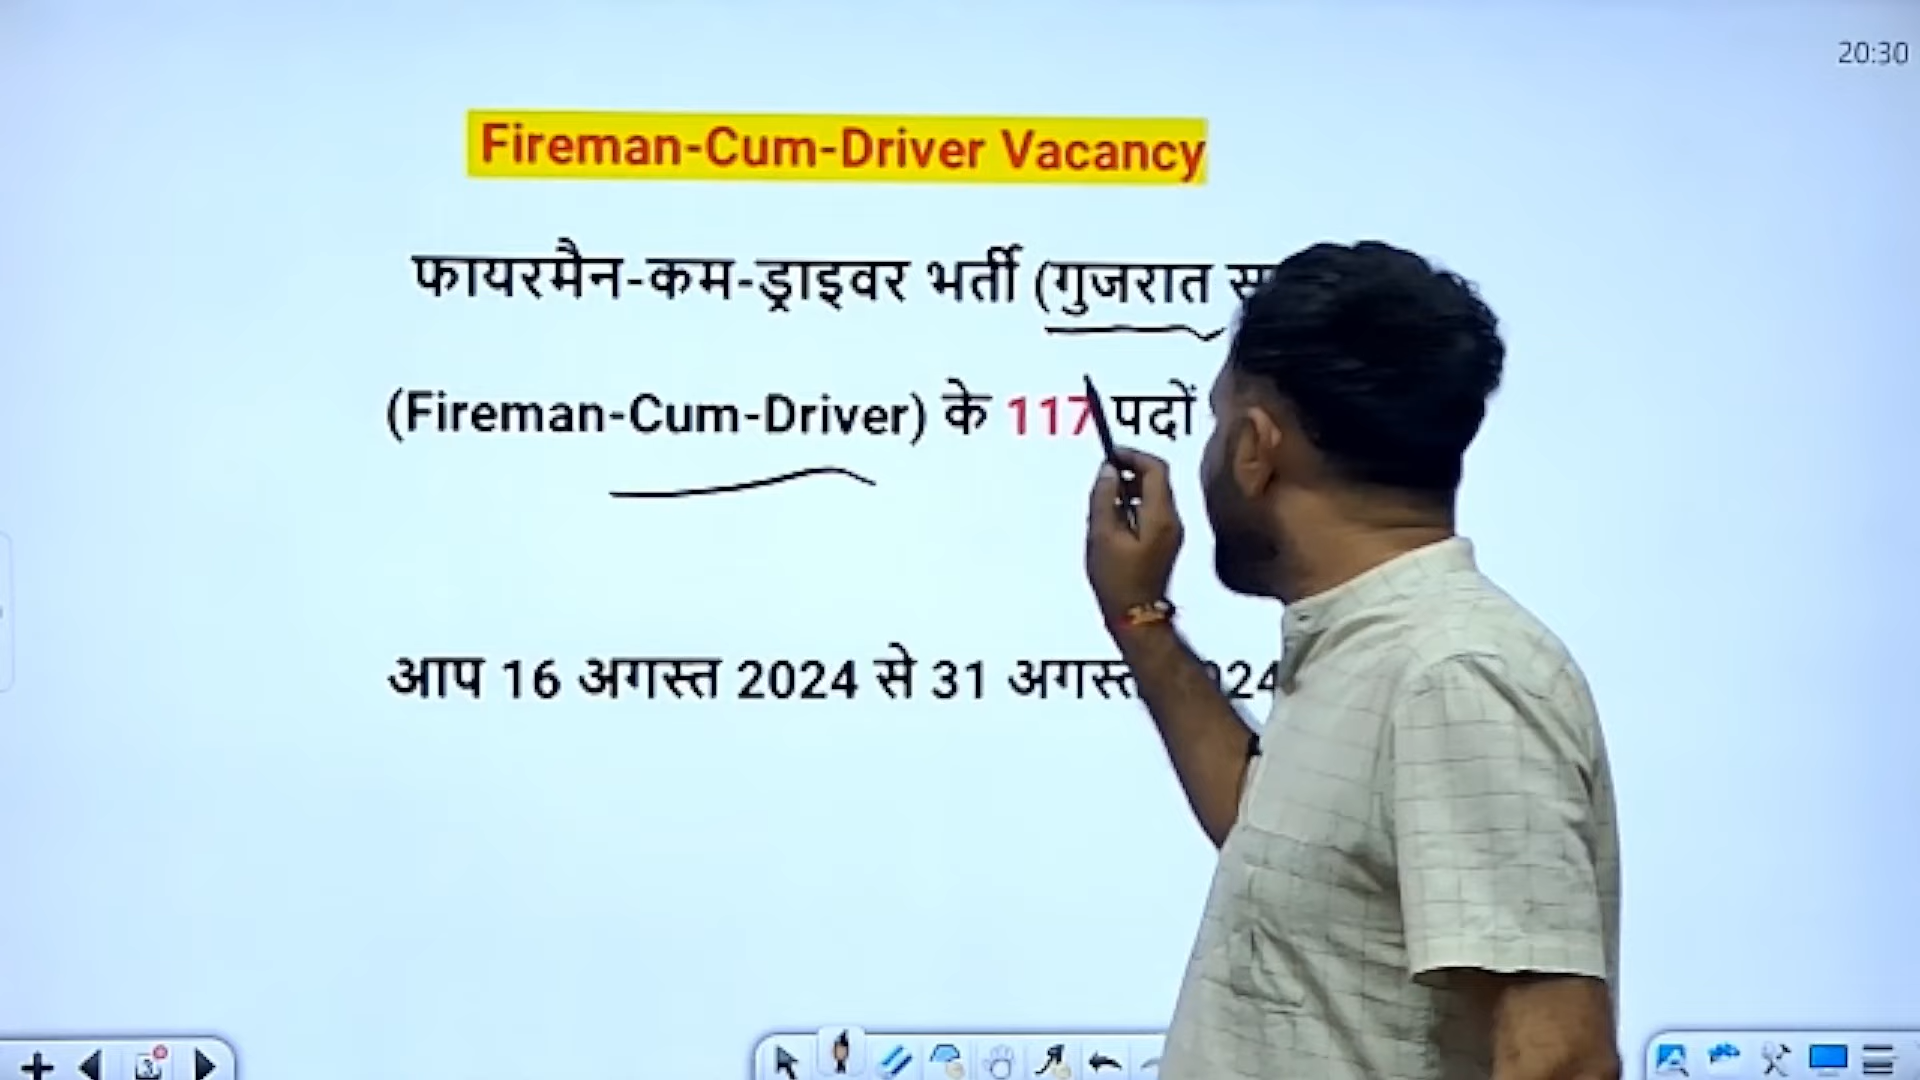 20:30
Fireman-Cum-Driver Vacancy
फायरमैन-कम-ड्राइवर भर्ती (गुजरात
(Fireman-Cum-Driver) के 117 पदों
आप 16 अगस्त 2024 से 31 अगस्त